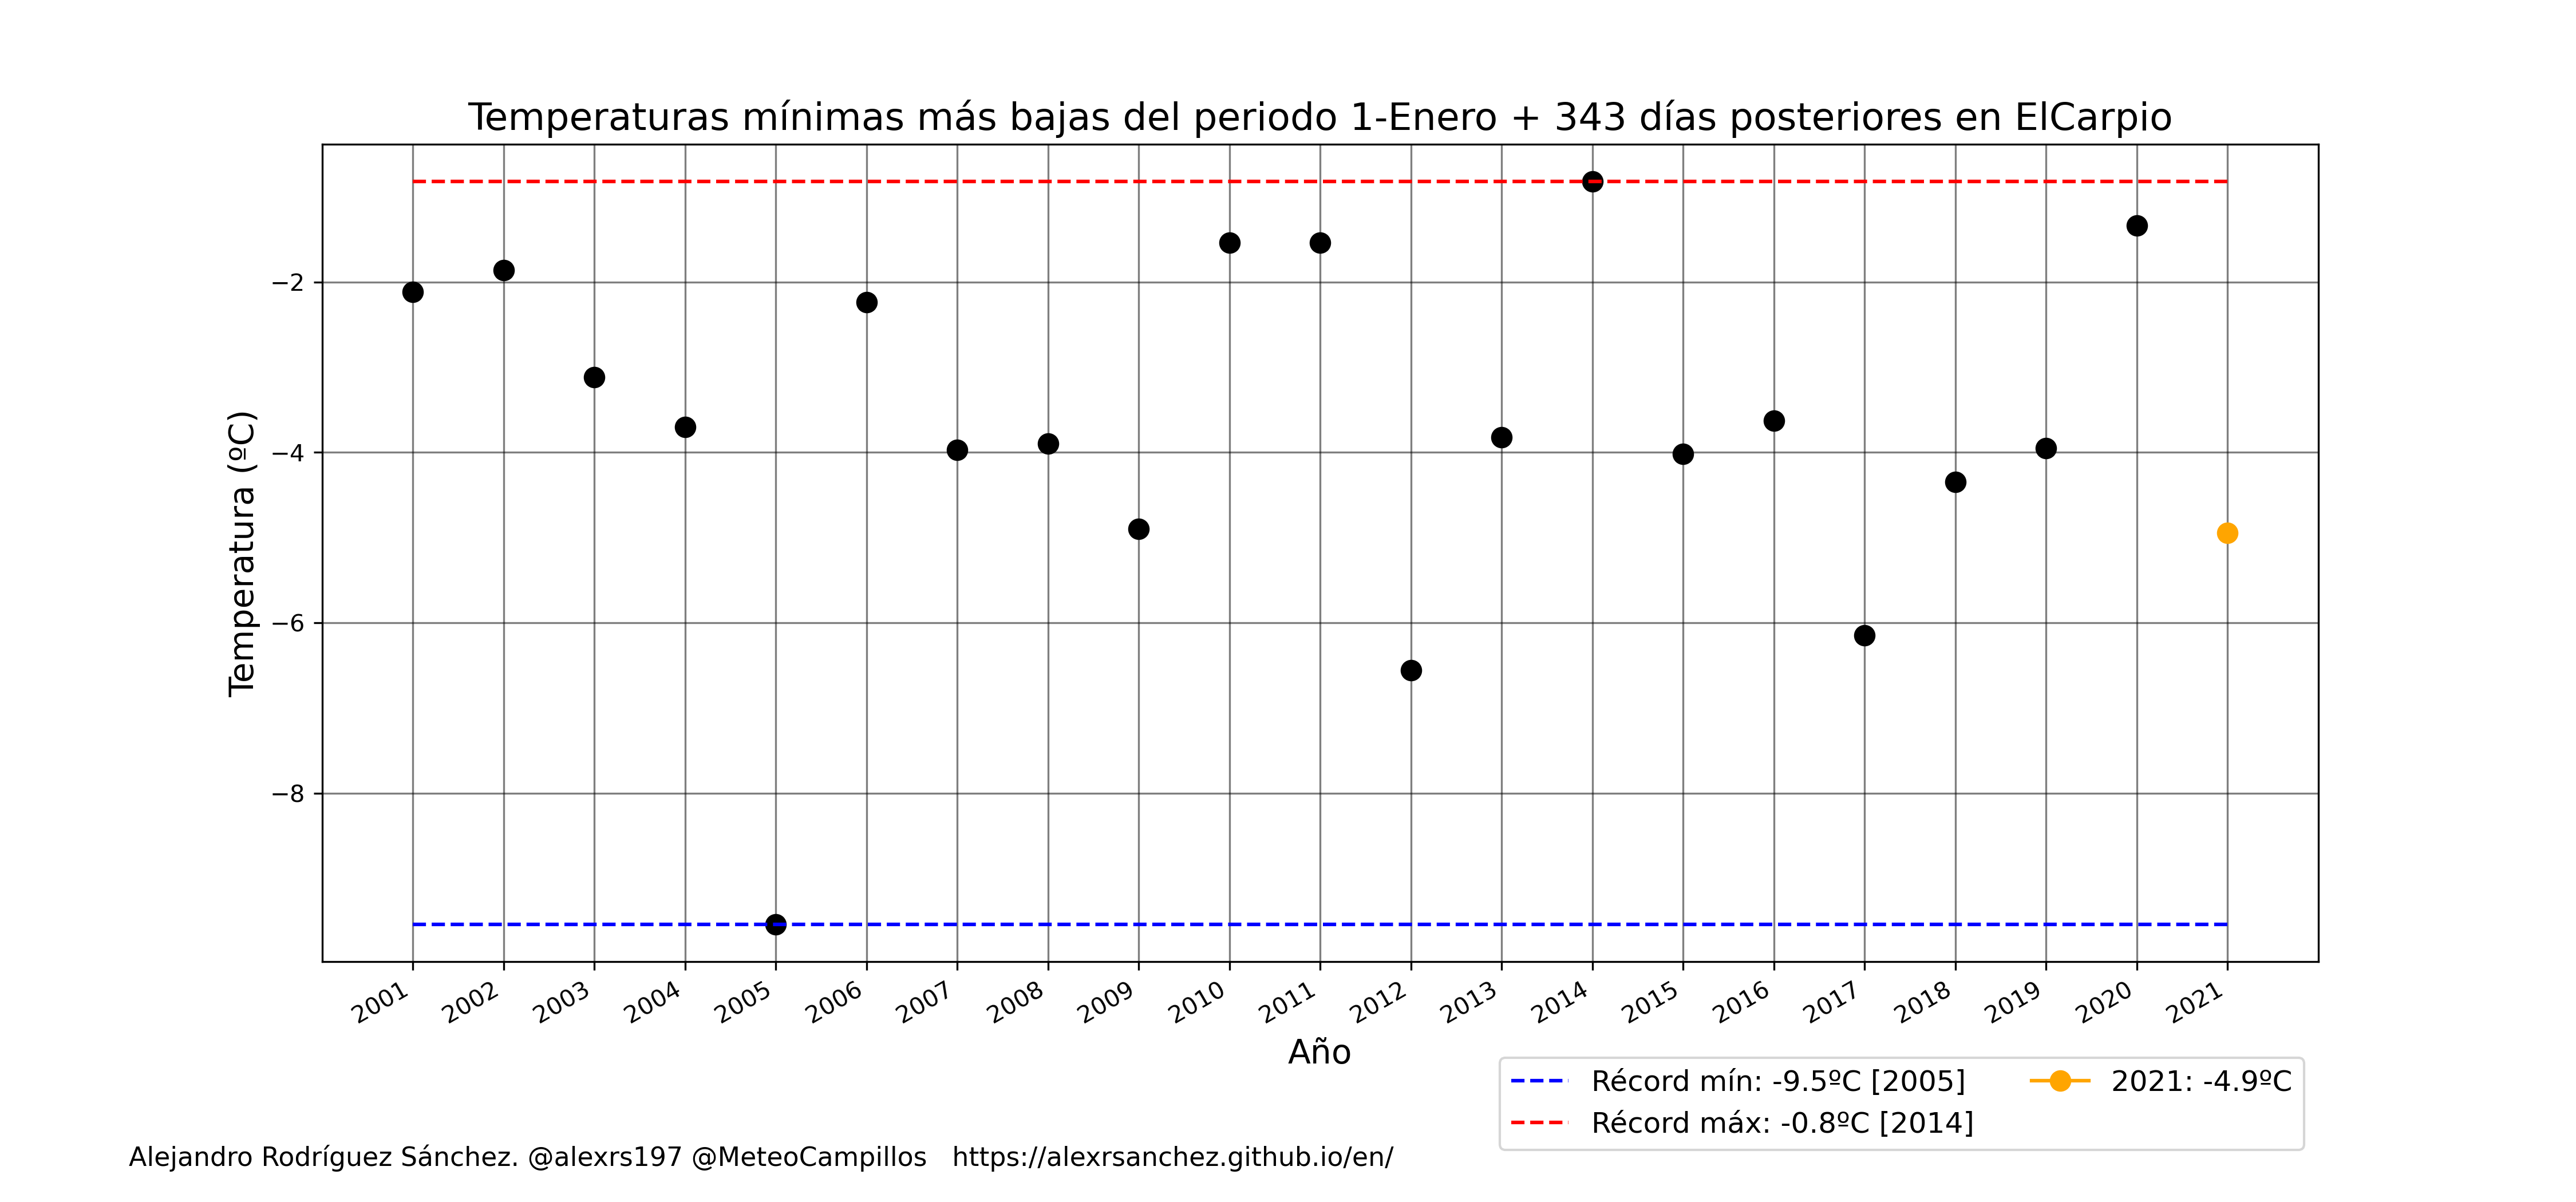 Temperaturas mínimas más bajas del periodo 1-Enero + 343 días posteriores en ElCarpio
Temperatura (ºC)
−2
−4
−6
−8
2001 2002 2003 2004 2005 2006 2007 2008 2009 2010 2011 2012 2013 2014 2015 2016 2017 2018 2019 2020 2021
Año
Récord mín: -9.5ºC [2005]
Récord máx: -0.8ºC [2014]
2021: -4.9ºC
Alejandro Rodríguez Sánchez. @alexrs197 @MeteoCampillos https://alexrsanchez.github.io/en/